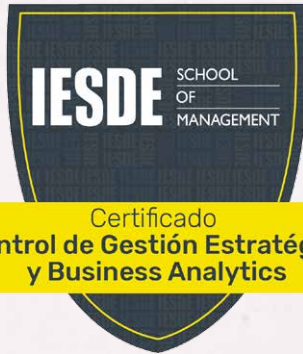 IESDE
SCHOOL
OF
MANAGEMENT
Certificado
ntrol de Gestión Estratég
y Business Analytics